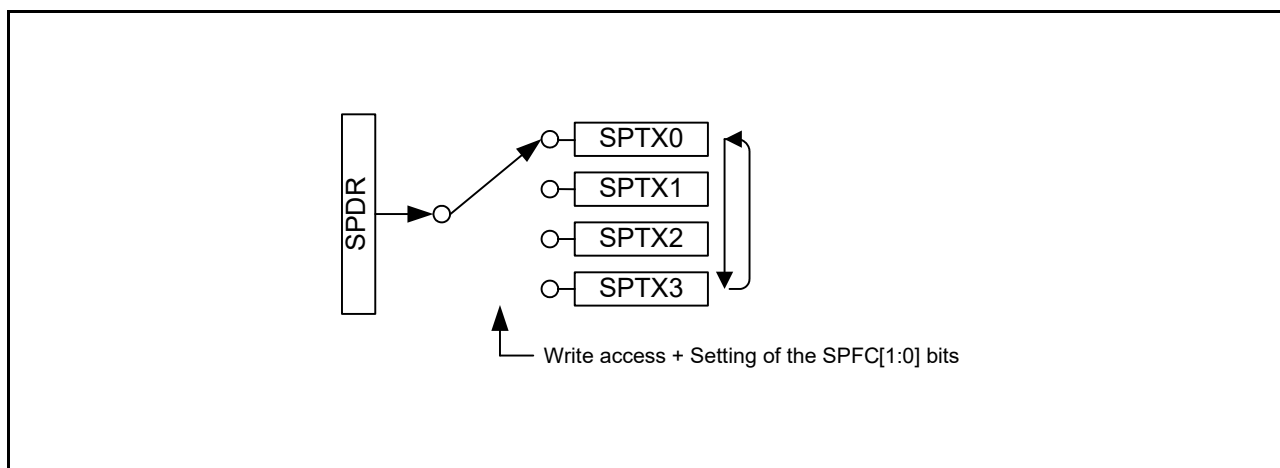 SPDR
SPTX0
SPTX1
SPTX2
SPTX3
Write access + Setting of the SPFC[1:0] bits